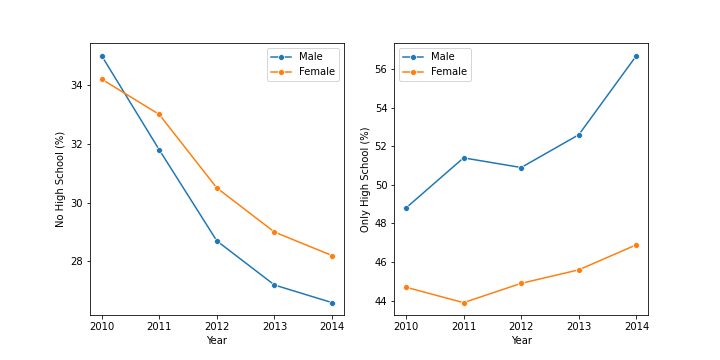 No High School (%)
34
32
30
28
Male
Female
2010 2011 2012 2013 2014
Year
Only High School (%)
56
54
52
50
48
46
44
Male
Female
2010 2011 2012 2013 2014
Year